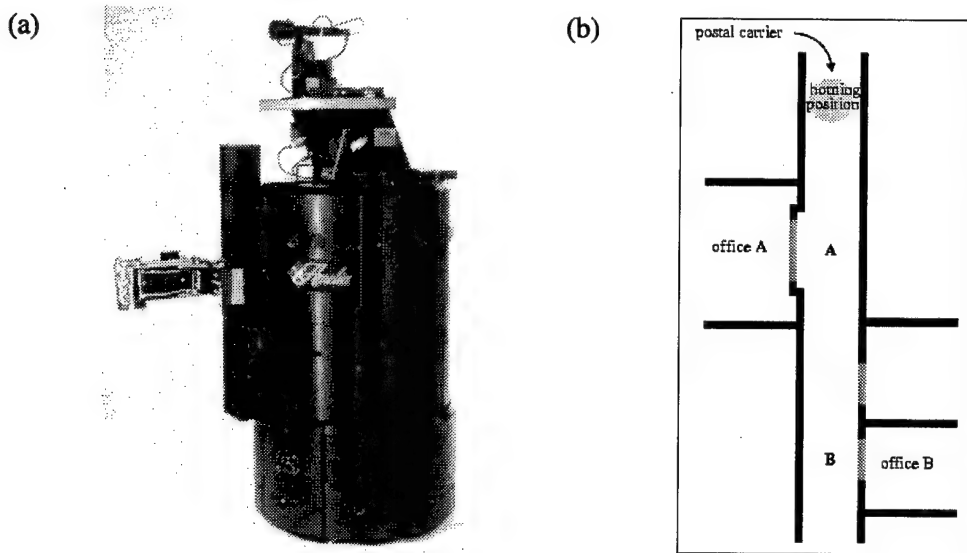 (a)
(b)
postal carrier
homing
position
office A
A
B
office B